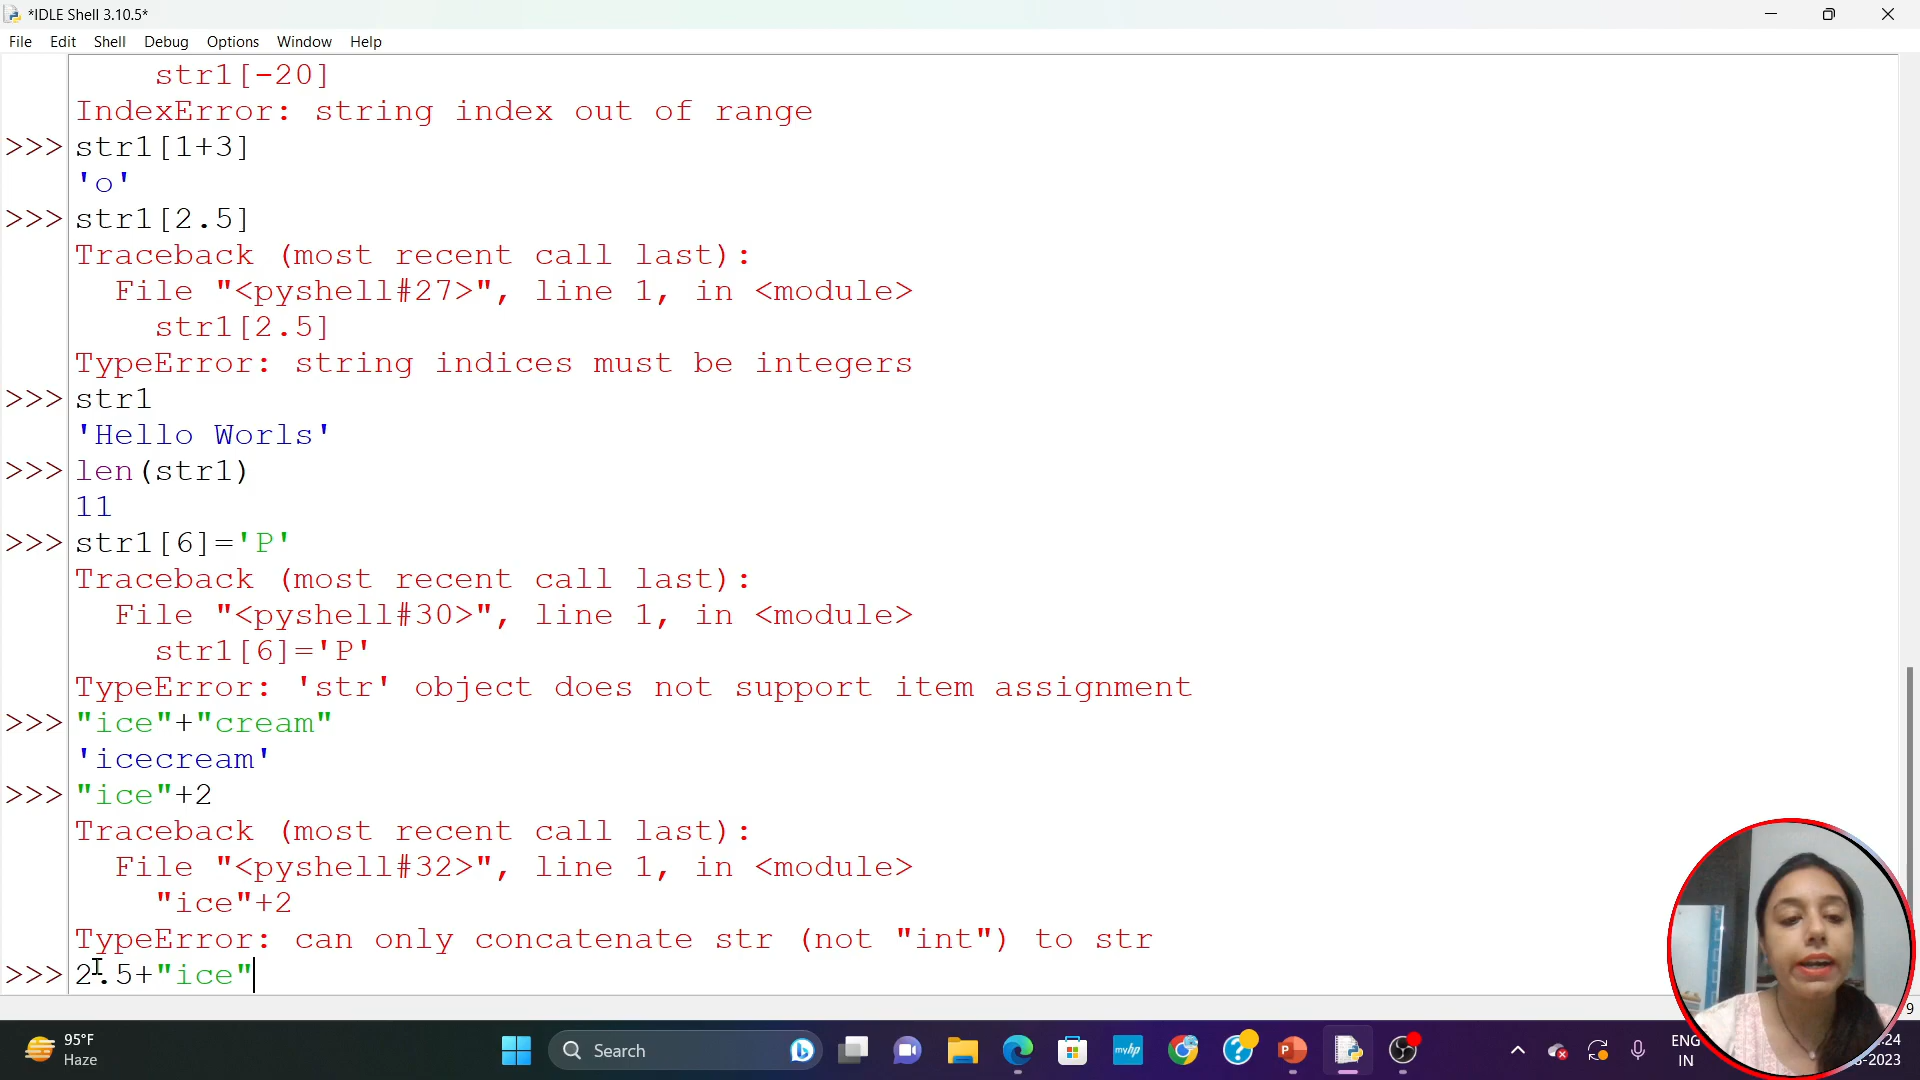 *IDLE Shell 3.10.5*
File Edit Shell Debug Options Window Help
str1[-20]
IndexError: string index out of range
>>> str1[1+3]
'o'
>>> str1[2.5]
Traceback (most recent call last):
File "<pyshell#27>", line 1, in <module>
str1[2.5]
TypeError: string indices must be integers
>>> str1
'Hello Worls'
>>> len(str1)
11
>>> str1[6]='P'
Traceback (most recent call last):
File "<pyshell#30>", line 1, in <module>
str1[6]='P'
TypeError: 'str' object does not support item assignment
>>> "ice"+"cream"
'icecream'
>>> "ice"+2
Traceback (most recent call last):
File "<pyshell#32>", line 1, in <module>
"ice"+2
TypeError: can only concatenate str (not "int") to str
>>> 2.5+"ice"
9
95°F
Haze
Search
myhp
ENG
IN
:24
-2023